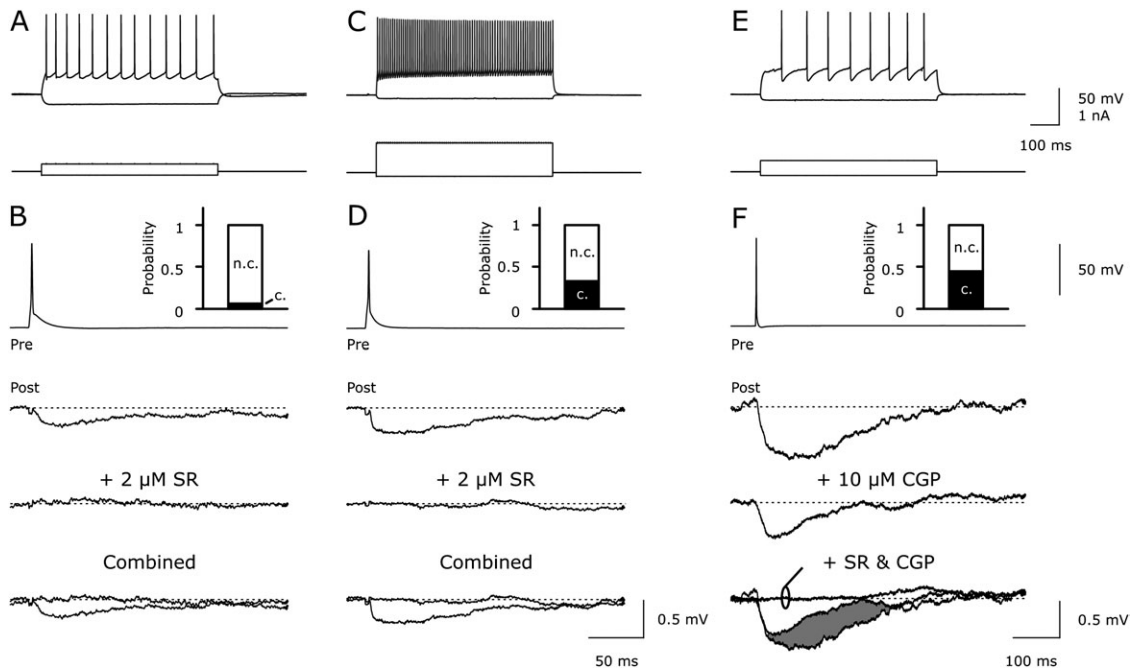 A
C
E
50 mV
1 nA
100 ms
B
Probability
1
0.5
0
n.c.
c.
Pre
D
Probability
1
0.5
0
n.c.
c.
Pre
F
Probability
1
0.5
0
n.c.
c.
50 mV
Pre
Post
Post
Post
+ 2 µM SR
+ 2 µM SR
+ 10 µM CGP
Combined
Combined
+ SR & CGP
0.5 mV
50 ms
0.5 mV
100 ms